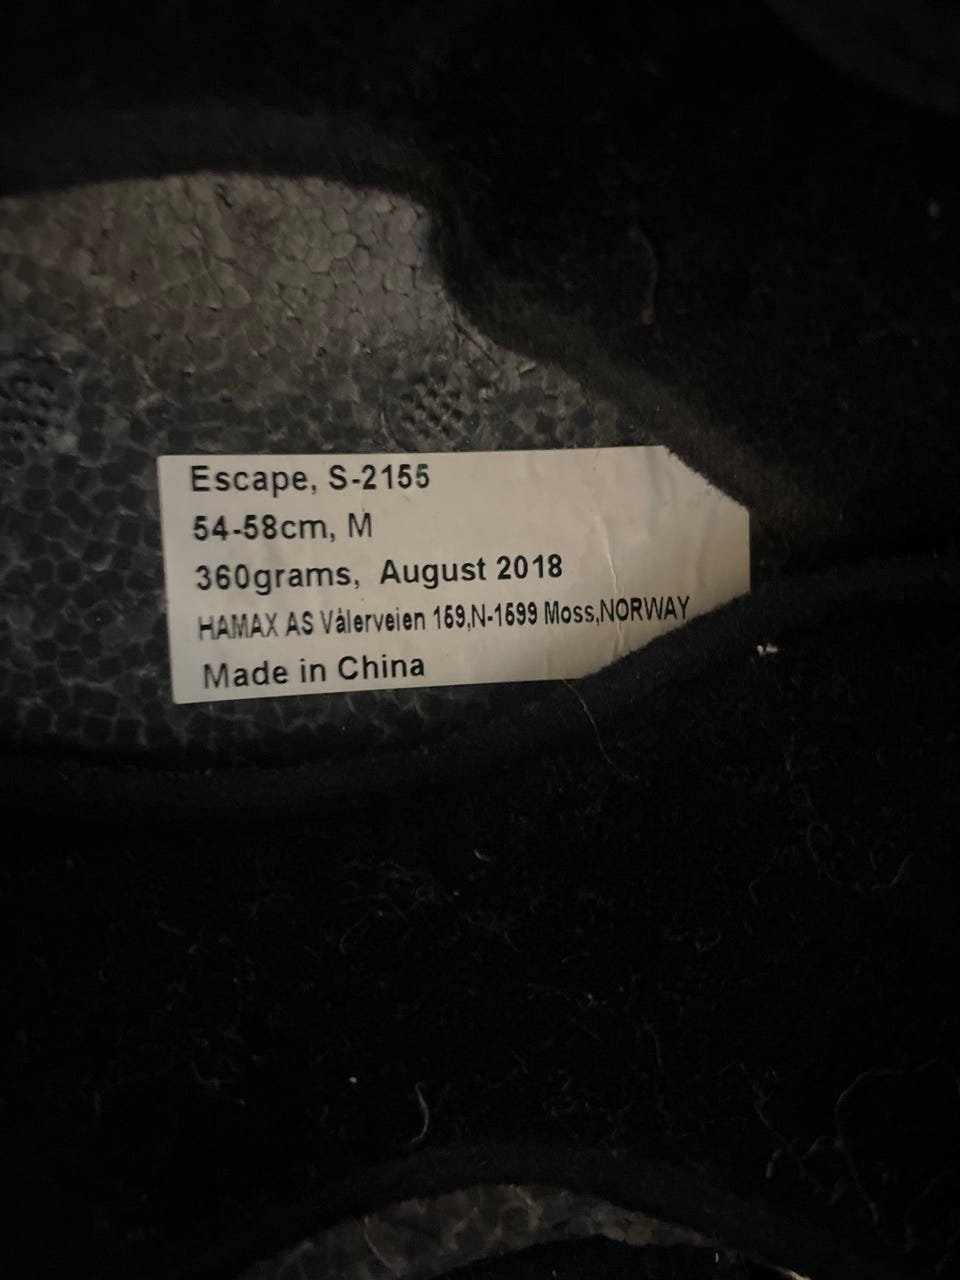 Escape, S-2155
54-58cm, M
360grams, August 2018
HAMAX AS Vålerveien 159,N-1599 Moss,NORWAY
Made in China